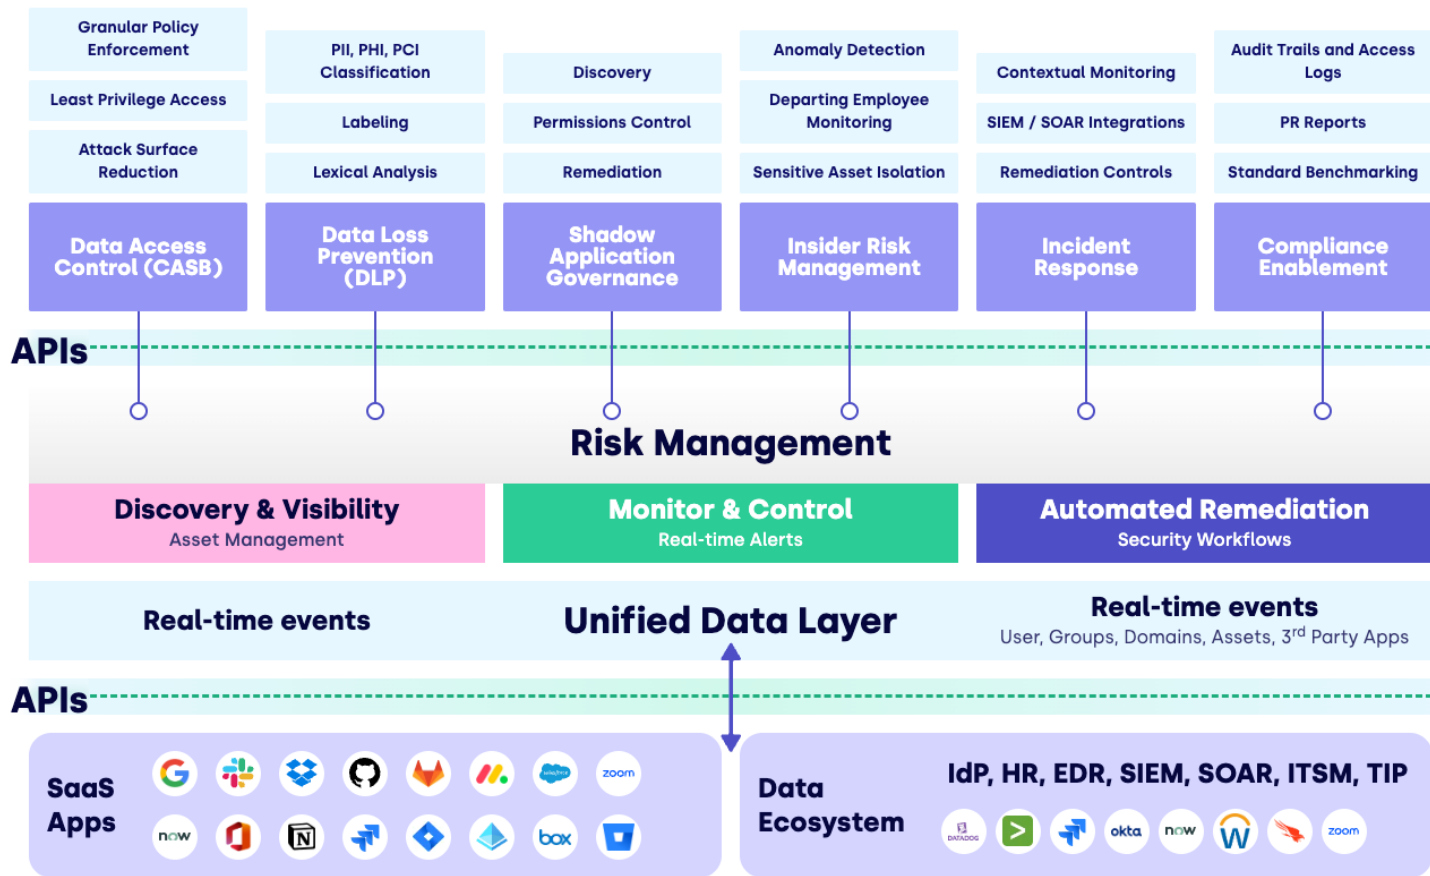 Granular Policy
Enforcement
Least Privilege Access
Attack Surface
Reduction
Data Access
Control (CASB)
PII, PHI, PCI
Classification
Labeling
Lexical Analysis
Data Loss
Prevention
(DLP)
Discovery
Permissions Control
Remediation
Shadow
Application
Governance
Anomaly Detection
Departing Employee
Monitoring
Sensitive Asset Isolation
Insider Risk
Management
Contextual Monitoring
SIEM / SOAR Integrations
Remediation Controls
Incident
Response
Audit Trails and Access
Logs
PR Reports
Standard Benchmarking
Compliance
Enablement
APIs
Risk Management
Discovery & Visibility
Asset Management
Monitor & Control
Real-time Alerts
Automated Remediation
Security Workflows
Real-time events
Unified Data Layer
Real-time events
User, Groups, Domains, Assets, 3rd Party Apps
APIs
SaaS
Apps
salesforce
zoom
now
box
Data
Ecosystem
IdP, HR, EDR, SIEM, SOAR, ITSM, TIP
DATADOG
okta
now
zoom